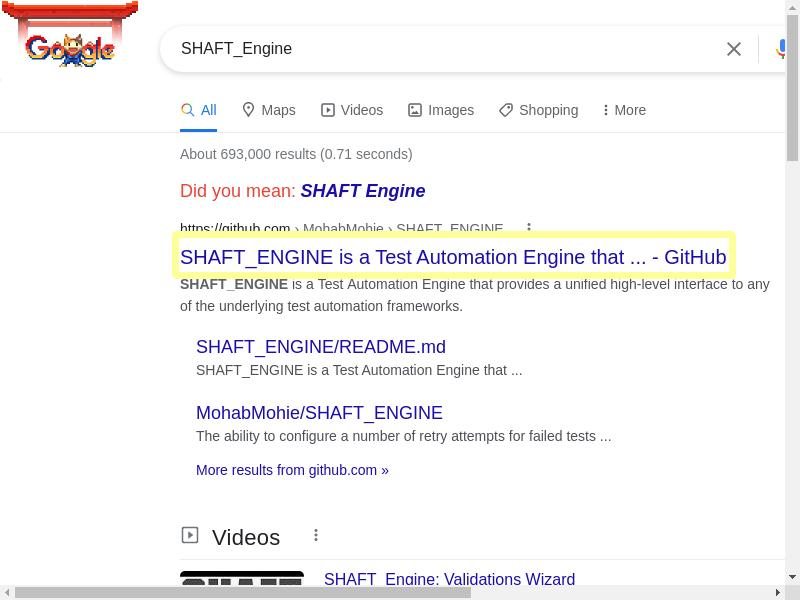 Google
SHAFT_Engine
All Maps Videos Images Shopping More
About 693,000 results (0.71 seconds)
Did you mean: SHAFT Engine
https://github.com › MohabMohie › SHAFT_ENGINE
SHAFT_ENGINE is a Test Automation Engine that ... - GitHub
SHAFT_ENGINE is a Test Automation Engine that provides a unified high-level interface to any
of the underlying test automation frameworks.
SHAFT_ENGINE/README.md
SHAFT_ENGINE is a Test Automation Engine that ...
MohabMohie/SHAFT_ENGINE
The ability to configure a number of retry attempts for failed tests ...
More results from github.com »
Videos
SHAFT
SHAFT_Engine: Validations Wizard